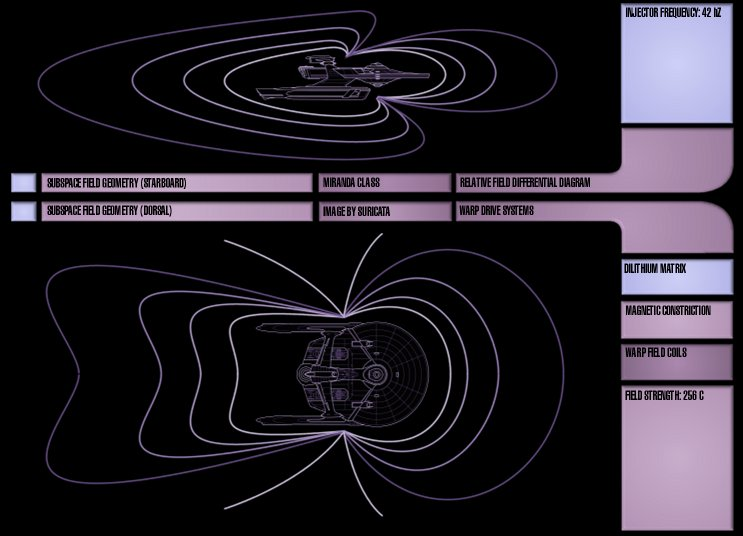 INJECTOR FREQUENCY: 42 hZ
SUBSPACE FIELD GEOMETRY (STARBOARD)
MIRANDA CLASS
RELATIVE FIELD DIFFERENTIAL DIAGRAM
SUBSPACE FIELD GEOMETRY (DORSAL)
IMAGE BY SURICATA
WARP DRIVE SYSTEMS
DILITHIUM MATRIX
MAGNETIC CONSTRICTION
WARP FIELD COILS
FIELD STRENGTH: 256 C